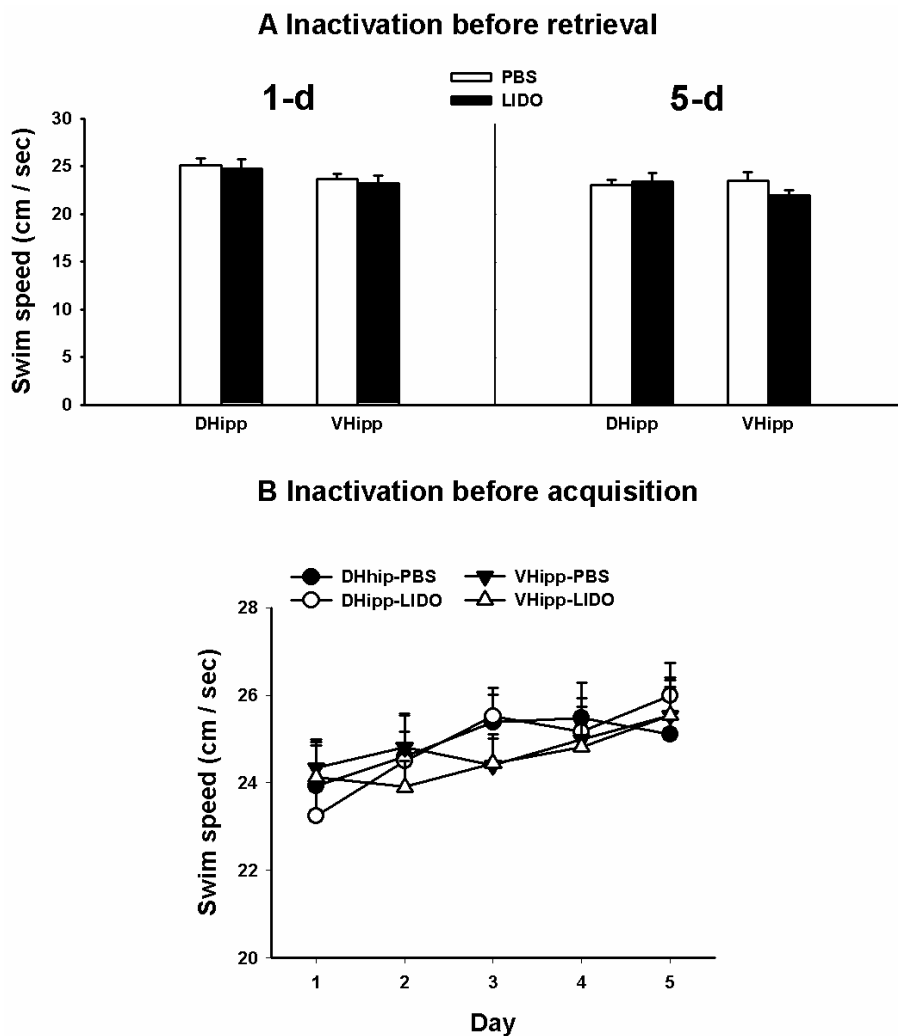 A Inactivation before retrieval
PBS
LIDO
1-d
5-d
Swim speed (cm / sec)
30
25
20
15
10
5
0
DHipp
VHipp
DHipp
VHipp
B Inactivation before acquisition
DHhip-PBS
VHipp-PBS
DHipp-LIDO
VHipp-LIDO
Swim speed (cm / sec)
28
26
24
22
20
1
2
3
4
5
Day